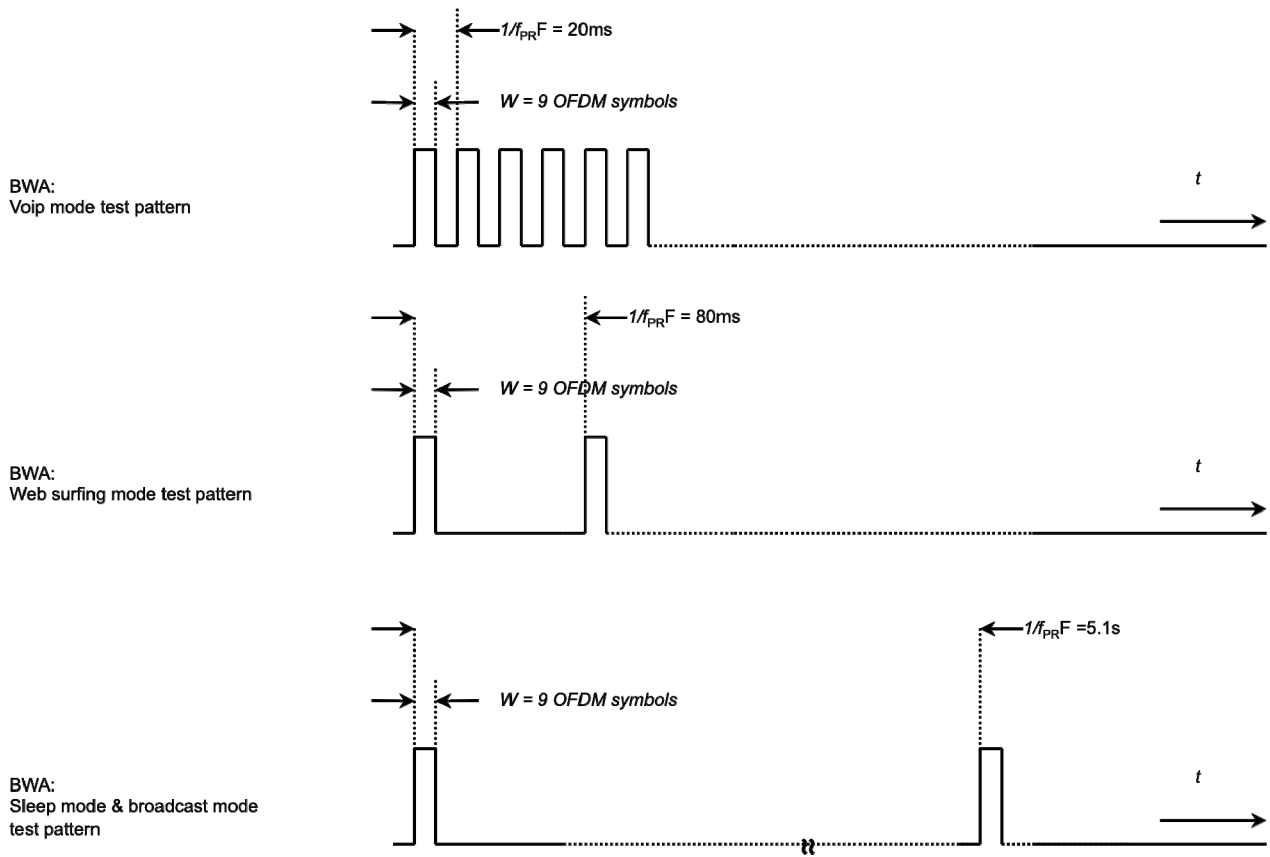 1/fPRF = 20ms
W = 9 OFDM symbols
BWA:
Voip mode test pattern
t
1/fPRF = 80ms
W = 9 OFDM symbols
BWA:
Web surfing mode test pattern
t
1/fPRF =5.1s
W = 9 OFDM symbols
BWA:
Sleep mode & broadcast mode
test pattern
t